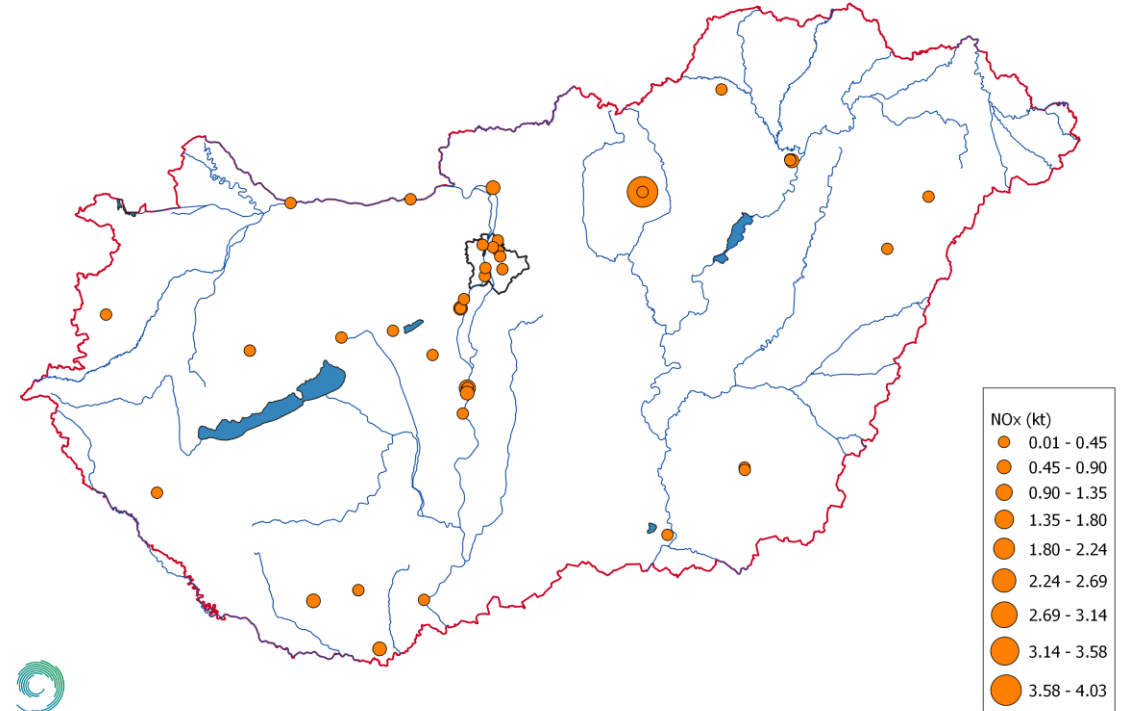 NOx (kt)
0.01 - 0.45
0.45 - 0.90
0.90 - 1.35
1.35 - 1.80
1.80 - 2.24
2.24 - 2.69
2.69 - 3.14
3.14 - 3.58
3.58 - 4.03